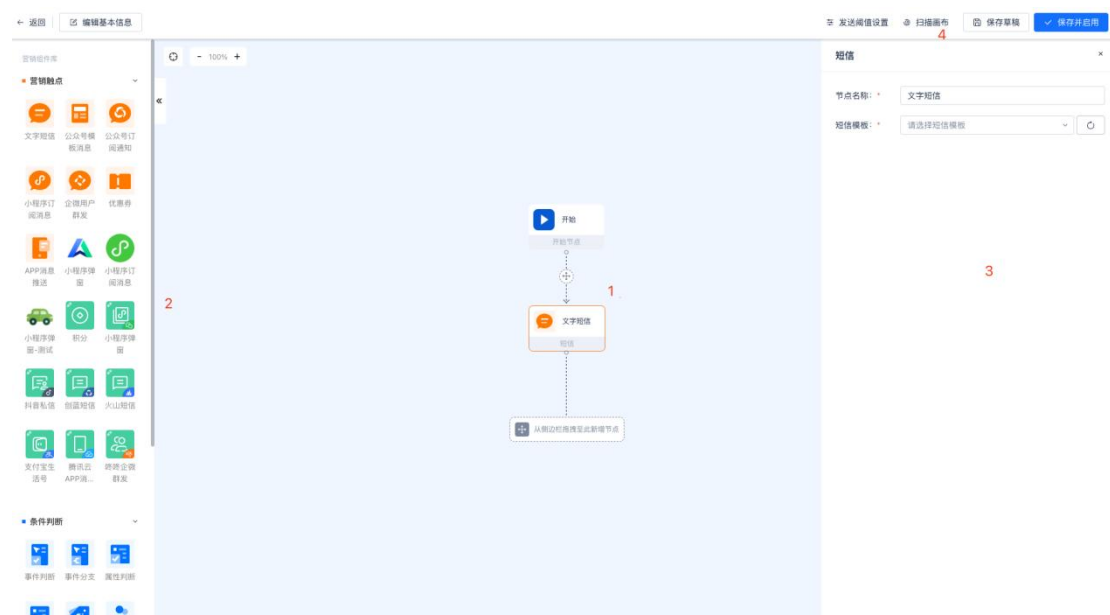 ← 返回 编辑基本信息 发送阈值设置 扫描画布 保存草稿 保存并启用
4
营销组件库
营销触点
文字短信 公众号模板消息 公众号订阅通知
小程序订阅消息 企微用户群发 优惠券
APP消息推送 小程序弹窗 小程序订阅消息
小程序弹窗-测试 积分 小程序弹窗
抖音私信 创蓝短信 火山短信
支付宝生活号 腾讯云APP消... 哗哗企微群发
条件判断
事件判断 事件分支 属性判断
2
- 100% +
«
开始
开始节点
1
文字短信
短信
从侧边栏拖拽至此新增节点
短信 ×
节点名称: * 文字短信
短信模板: * 请选择短信模板
3